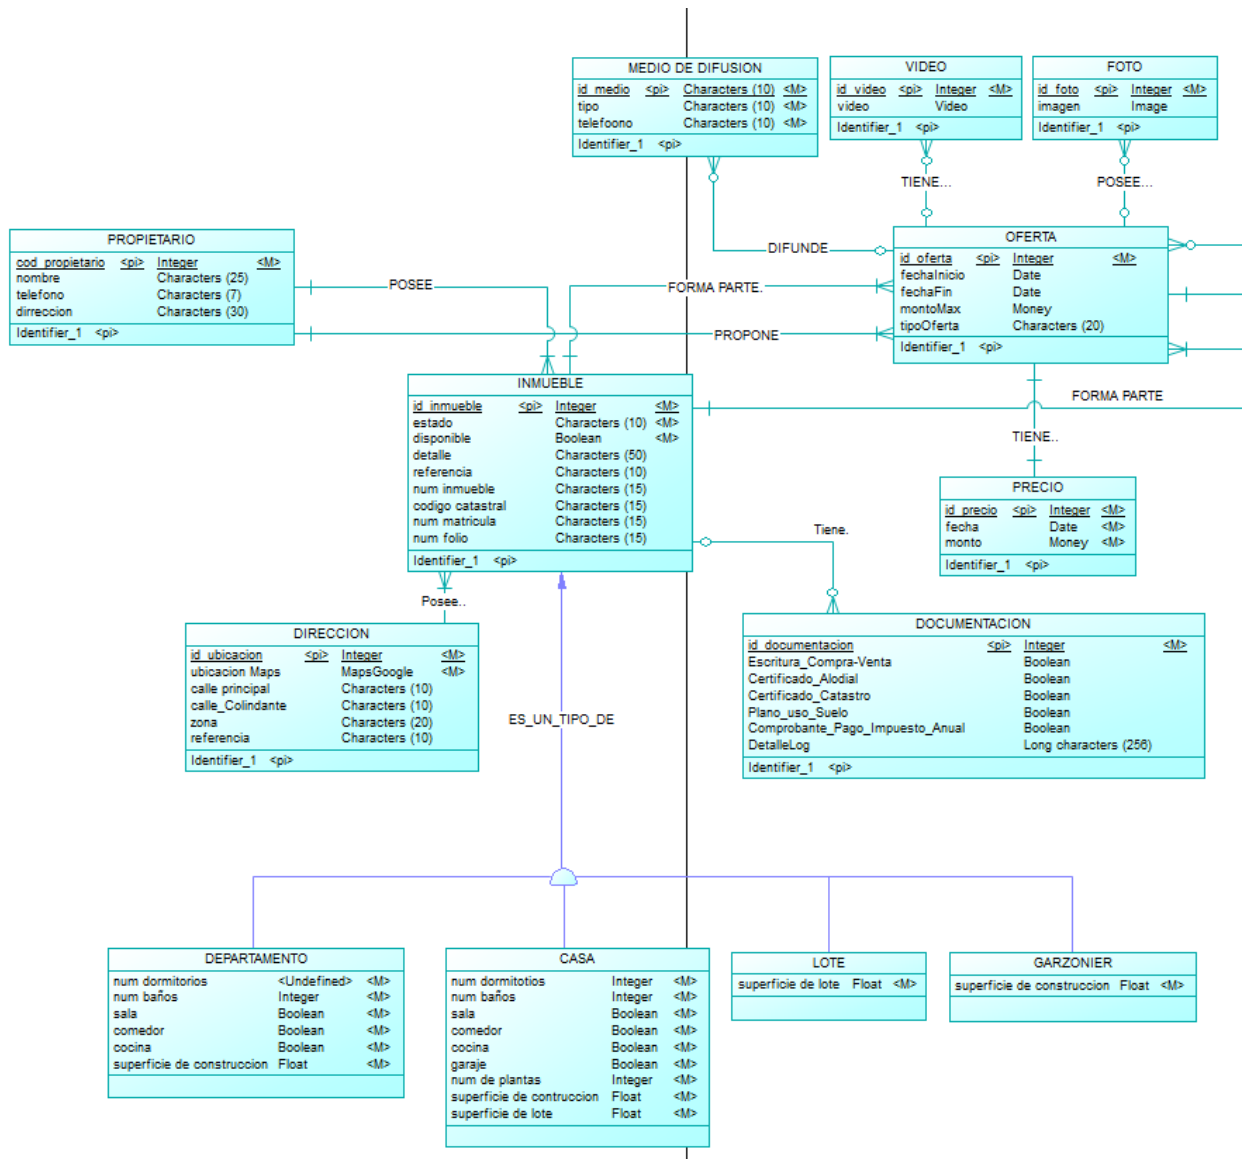 MEDIO DE DIFUSION
id_medio <pi> Characters (10) <M>
tipo Characters (10) <M>
telefoono Characters (10) <M>
Identifier_1 <pi>
VIDEO
id_video <pi> Integer <M>
video Video
Identifier_1 <pi>
FOTO
id_foto <pi> Integer <M>
imagen Image
Identifier_1 <pi>
TIENE...
POSEE...
DIFUNDE
PROPIETARIO
cod_propietario <pi> Integer <M>
nombre Characters (25)
telefono Characters (7)
dirreccion Characters (30)
Identifier_1 <pi>
OFERTA
id_oferta <pi> Integer <M>
fechaInicio Date
fechaFin Date
montoMax Money
tipoOferta Characters (20)
Identifier_1 <pi>
POSEE
FORMA PARTE.
PROPONE
INMUEBLE
id_inmueble <pi> Integer <M>
estado Characters (10) <M>
disponible Boolean <M>
detalle Characters (50)
referencia Characters (10)
num inmueble Characters (15)
codigo catastral Characters (15)
num matricula Characters (15)
num folio Characters (15)
Identifier_1 <pi>
FORMA PARTE
TIENE..
PRECIO
id_precio <pi> Integer <M>
fecha Date <M>
monto Money <M>
Identifier_1 <pi>
Tiene.
Posee..
DIRECCION
id_ubicacion <pi> Integer <M>
ubicacion Maps MapsGoogle <M>
calle principal Characters (10)
calle_Colindante Characters (10)
zona Characters (20)
referencia Characters (10)
Identifier_1 <pi>
DOCUMENTACION
id_documentacion <pi> Integer <M>
Escritura_Compra-Venta Boolean
Certificado_Alodial Boolean
Certificado_Catastro Boolean
Plano_uso_Suelo Boolean
Comprobante_Pago_Impuesto_Anual Boolean
DetalleLog Long characters (256)
Identifier_1 <pi>
ES_UN_TIPO_DE
DEPARTAMENTO
num dormitorios <Undefined> <M>
num baños Integer <M>
sala Boolean <M>
comedor Boolean <M>
cocina Boolean <M>
superficie de construccion Float <M>
CASA
num dormitotios Integer <M>
num baños Integer <M>
sala Boolean <M>
comedor Boolean <M>
cocina Boolean <M>
garaje Boolean <M>
num de plantas Integer <M>
superficie de contruccion Float <M>
superficie de lote Float <M>
LOTE
superficie de lote Float <M>
GARZONIER
superficie de construccion Float <M>